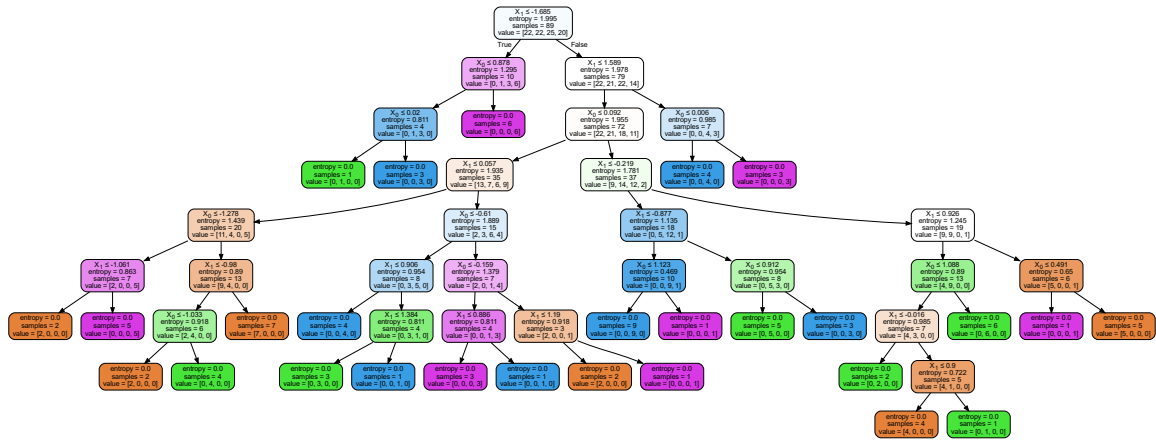 X1 ≤ -1.685
entropy = 1.995
samples = 89
value = [22, 22, 25, 20]
True
False
X0 ≤ 0.878
entropy = 1.295
samples = 10
value = [0, 1, 3, 6]
X1 ≤ 1.589
entropy = 1.978
samples = 79
value = [22, 21, 22, 14]
X0 ≤ 0.02
entropy = 0.811
samples = 4
value = [0, 1, 3, 0]
entropy = 0.0
samples = 6
value = [0, 0, 0, 6]
X0 ≤ 0.092
entropy = 1.955
samples = 72
value = [22, 21, 18, 11]
X0 ≤ 0.006
entropy = 0.985
samples = 7
value = [0, 0, 4, 3]
entropy = 0.0
samples = 1
value = [0, 1, 0, 0]
entropy = 0.0
samples = 3
value = [0, 0, 3, 0]
X1 ≤ 0.057
entropy = 1.935
samples = 35
value = [13, 7, 6, 9]
X1 ≤ -0.219
entropy = 1.781
samples = 37
value = [9, 14, 12, 2]
entropy = 0.0
samples = 4
value = [0, 0, 4, 0]
entropy = 0.0
samples = 3
value = [0, 0, 0, 3]
X0 ≤ -1.278
entropy = 1.439
samples = 20
value = [11, 4, 0, 5]
X0 ≤ -0.61
entropy = 1.889
samples = 15
value = [2, 3, 6, 4]
X1 ≤ -0.877
entropy = 1.135
samples = 18
value = [0, 5, 12, 1]
X1 ≤ 0.926
entropy = 1.245
samples = 19
value = [9, 9, 0, 1]
X1 ≤ -1.061
entropy = 0.863
samples = 7
value = [2, 0, 0, 5]
X1 ≤ -0.98
entropy = 0.89
samples = 13
value = [9, 4, 0, 0]
X1 ≤ 0.906
entropy = 0.954
samples = 8
value = [0, 3, 5, 0]
X0 ≤ -0.159
entropy = 1.379
samples = 7
value = [2, 0, 1, 4]
X0 ≤ 1.123
entropy = 0.469
samples = 10
value = [0, 0, 9, 1]
X0 ≤ 0.912
entropy = 0.954
samples = 8
value = [0, 5, 3, 0]
X0 ≤ 1.088
entropy = 0.89
samples = 13
value = [4, 9, 0, 0]
X0 ≤ 0.491
entropy = 0.65
samples = 6
value = [5, 0, 0, 1]
entropy = 0.0
samples = 2
value = [2, 0, 0, 0]
entropy = 0.0
samples = 5
value = [0, 0, 0, 5]
X0 ≤ -1.033
entropy = 0.918
samples = 6
value = [2, 4, 0, 0]
entropy = 0.0
samples = 7
value = [7, 0, 0, 0]
entropy = 0.0
samples = 4
value = [0, 0, 4, 0]
X1 ≤ 1.384
entropy = 0.811
samples = 4
value = [0, 3, 1, 0]
X1 ≤ 0.886
entropy = 0.811
samples = 4
value = [0, 0, 1, 3]
X1 ≤ 1.19
entropy = 0.918
samples = 3
value = [2, 0, 0, 1]
entropy = 0.0
samples = 9
value = [0, 0, 9, 0]
entropy = 0.0
samples = 1
value = [0, 0, 0, 1]
entropy = 0.0
samples = 5
value = [0, 5, 0, 0]
entropy = 0.0
samples = 3
value = [0, 0, 3, 0]
X1 ≤ -0.016
entropy = 0.985
samples = 7
value = [4, 3, 0, 0]
entropy = 0.0
samples = 6
value = [0, 6, 0, 0]
entropy = 0.0
samples = 1
value = [0, 0, 0, 1]
entropy = 0.0
samples = 5
value = [5, 0, 0, 0]
entropy = 0.0
samples = 2
value = [2, 0, 0, 0]
entropy = 0.0
samples = 4
value = [0, 4, 0, 0]
entropy = 0.0
samples = 3
value = [0, 3, 0, 0]
entropy = 0.0
samples = 1
value = [0, 0, 1, 0]
entropy = 0.0
samples = 3
value = [0, 0, 0, 3]
entropy = 0.0
samples = 1
value = [0, 0, 1, 0]
entropy = 0.0
samples = 2
value = [2, 0, 0, 0]
entropy = 0.0
samples = 1
value = [0, 0, 0, 1]
entropy = 0.0
samples = 2
value = [0, 2, 0, 0]
X1 ≤ 0.9
entropy = 0.722
samples = 5
value = [4, 1, 0, 0]
entropy = 0.0
samples = 4
value = [4, 0, 0, 0]
entropy = 0.0
samples = 1
value = [0, 1, 0, 0]